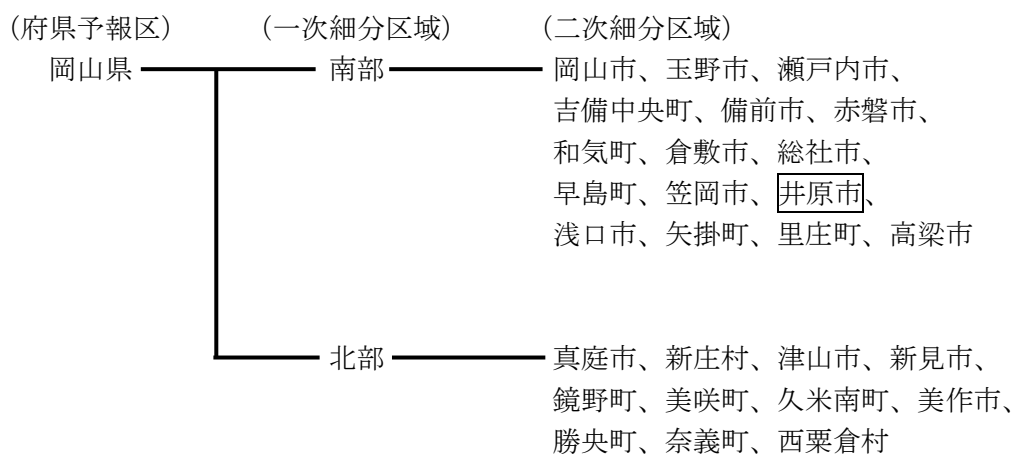 （府県予報区）　（一次細分区域）　（二次細分区域）
岡山県　南部　岡山市、玉野市、瀬戸内市、
吉備中央町、備前市、赤磐市、
和気町、倉敷市、総社市、
早島町、笠岡市、井原市、
浅口市、矢掛町、里庄町、高梁市
北部　真庭市、新庄村、津山市、新見市、
鏡野町、美咲町、久米南町、美作市、
勝央町、奈義町、西粟倉村